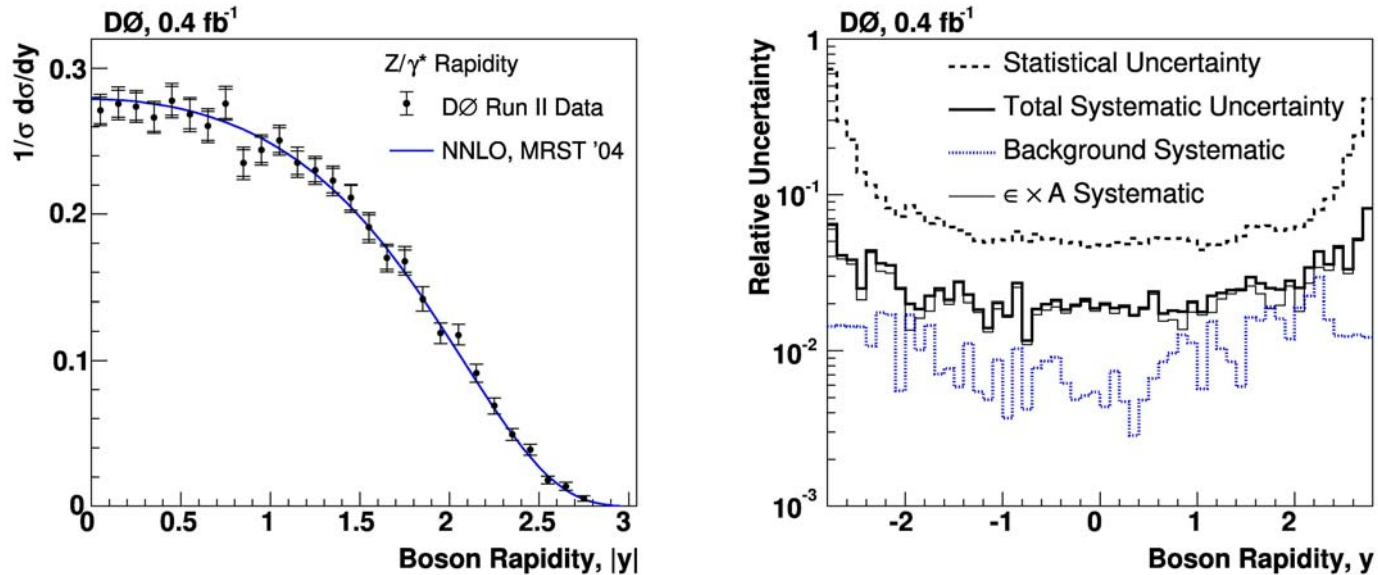 DØ, 0.4 fb⁻¹
1/σ dσ/dy
0.3
0.2
0.1
0
Z/γ* Rapidity
DØ Run II Data
NNLO, MRST '04
0 0.5 1 1.5 2 2.5 3
Boson Rapidity, |y|
DØ, 0.4 fb⁻¹
Relative Uncertainty
1
10⁻¹
10⁻²
10⁻³
Statistical Uncertainty
Total Systematic Uncertainty
Background Systematic
∈ × A Systematic
-2 -1 0 1 2
Boson Rapidity, y